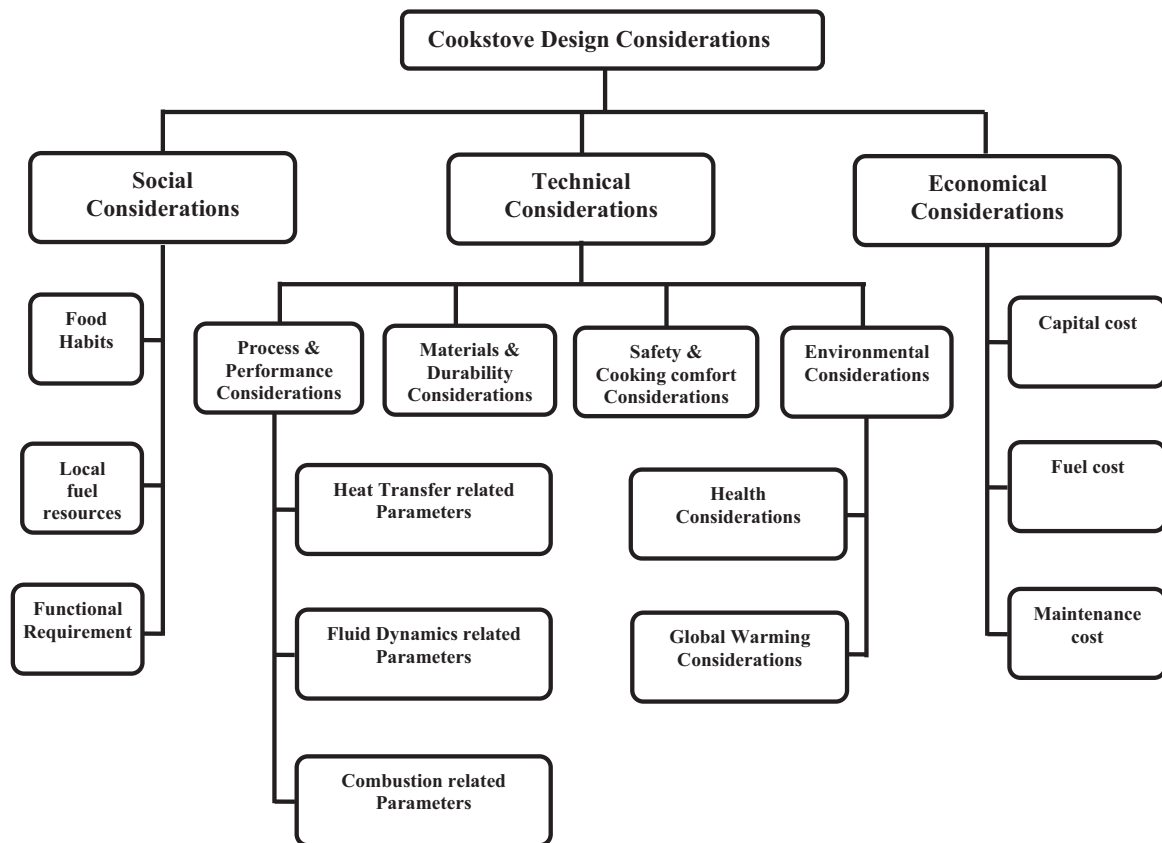 Cookstove Design Considerations
Social
Considerations
Technical
Considerations
Economical
Considerations
Food
Habits
Local
fuel
resources
Functional
Requirement
Process &
Performance
Considerations
Materials &
Durability
Considerations
Safety &
Cooking comfort
Considerations
Environmental
Considerations
Heat Transfer related
Parameters
Fluid Dynamics related
Parameters
Combustion related
Parameters
Health
Considerations
Global Warming
Considerations
Capital cost
Fuel cost
Maintenance
cost